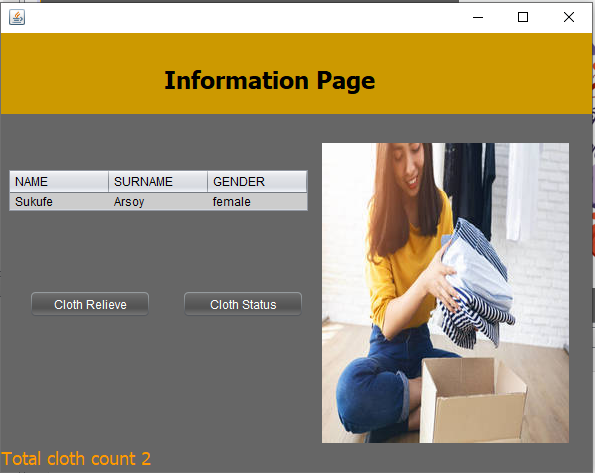 Information Page
NAME SURNAME GENDER
Sukufe Arsoy female
Cloth Relieve Cloth Status
Total cloth count 2